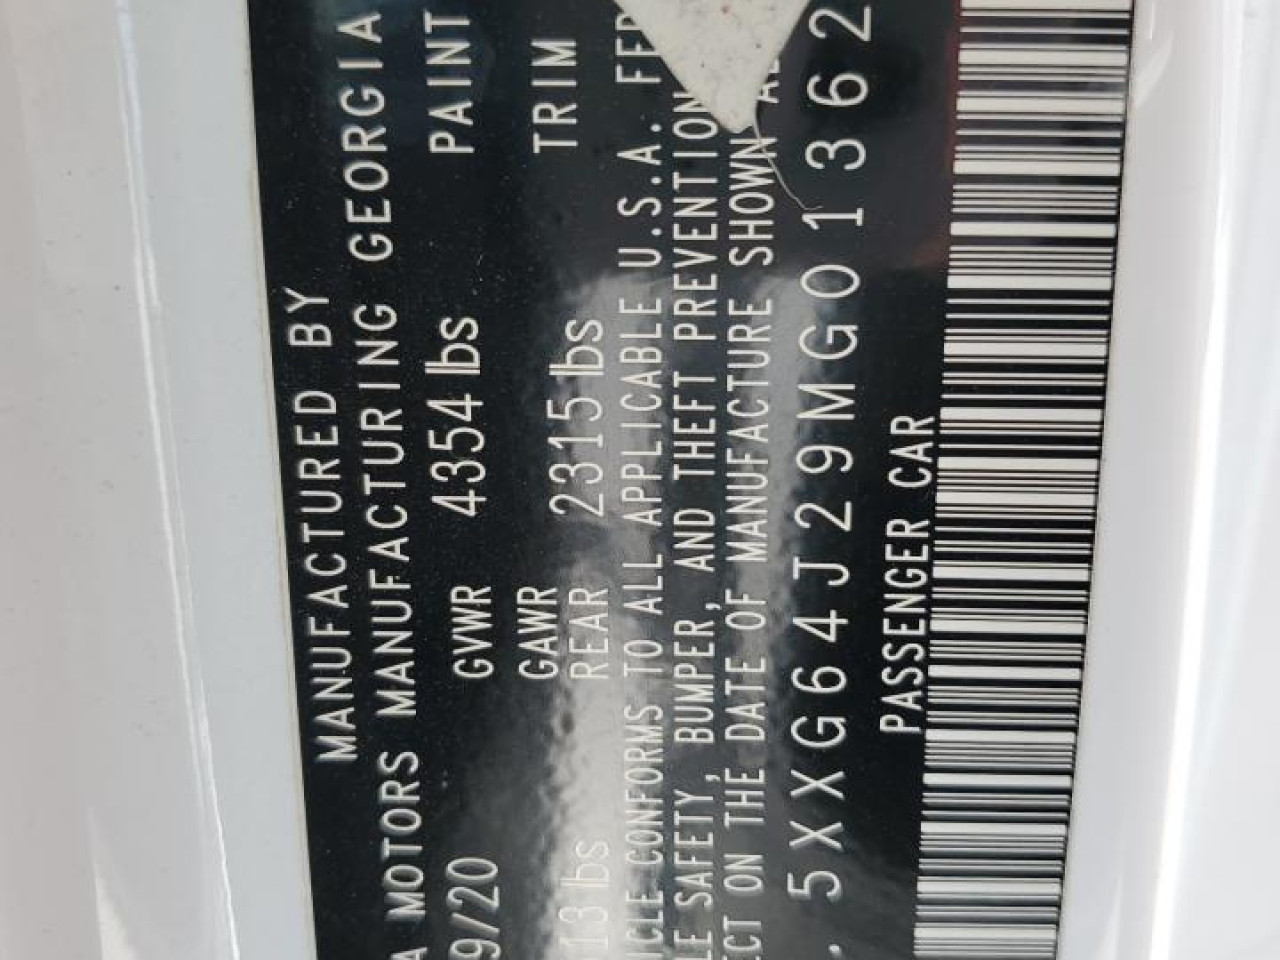 MANUFACTURED BY
A MOTORS MANUFACTURING GEORGIA
9/20 GVWR 4354 lbs PAINT
13 lbs GAWR REAR 2315 lbs TRIM
ICLE CONFORMS TO ALL APPLICABLE U.S.A. FED
LE SAFETY, BUMPER, AND THEFT PREVENTION
ECT ON THE DATE OF MANUFACTURE SHOWN A
. 5XXG64J29MG01362
PASSENGER CAR